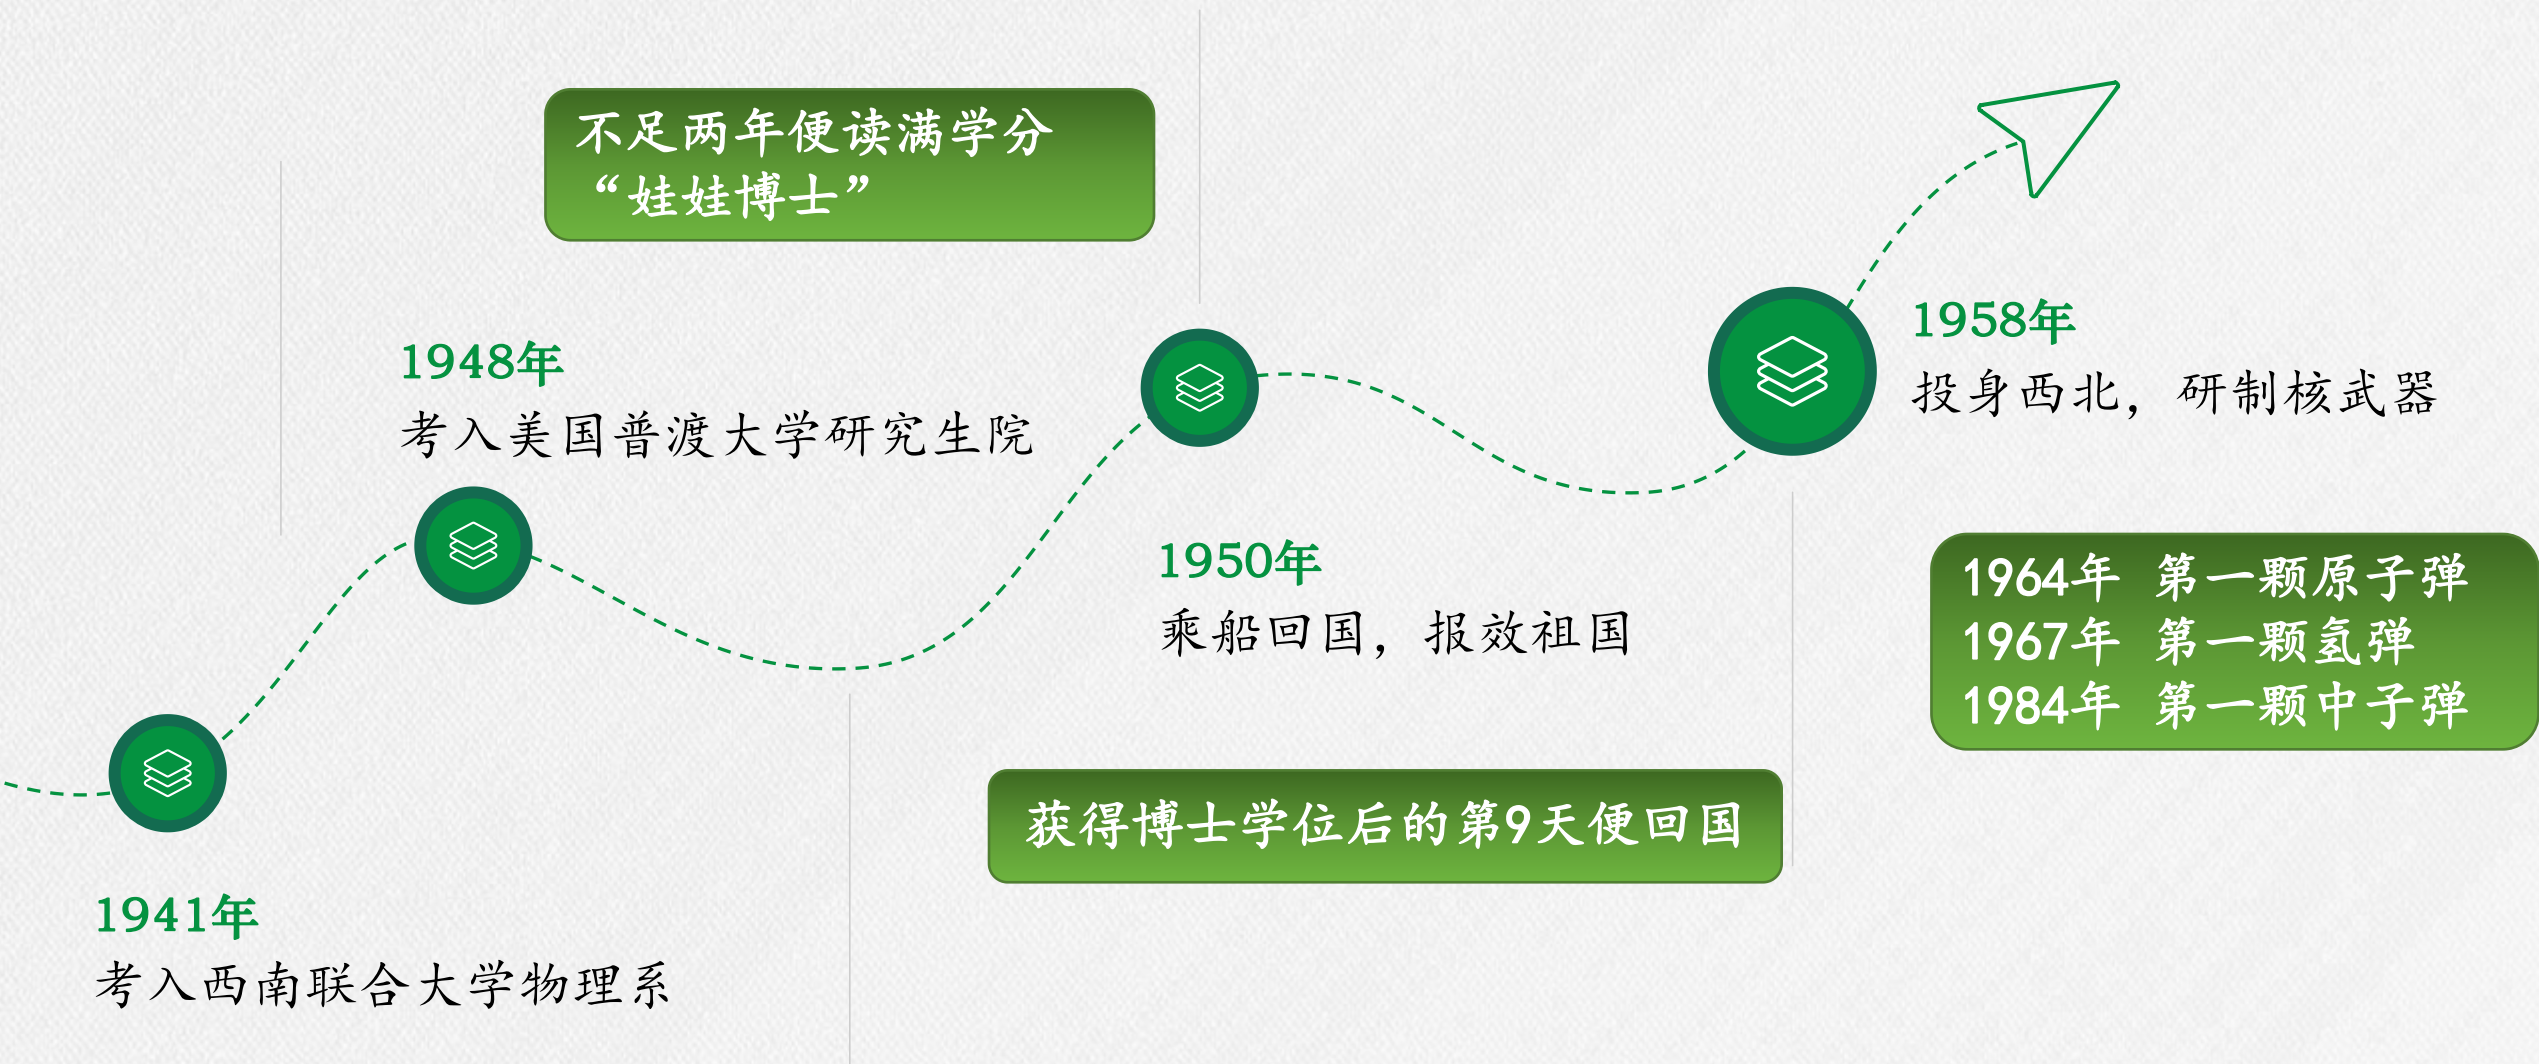 不足两年便读满学分
“娃娃博士”
1948年
考入美国普渡大学研究生院
1941年
考入西南联合大学物理系
1950年
乘船回国，报效祖国
获得博士学位后的第9天便回国
1958年
投身西北，研制核武器
1964年 第一颗原子弹
1967年 第一颗氢弹
1984年 第一颗中子弹